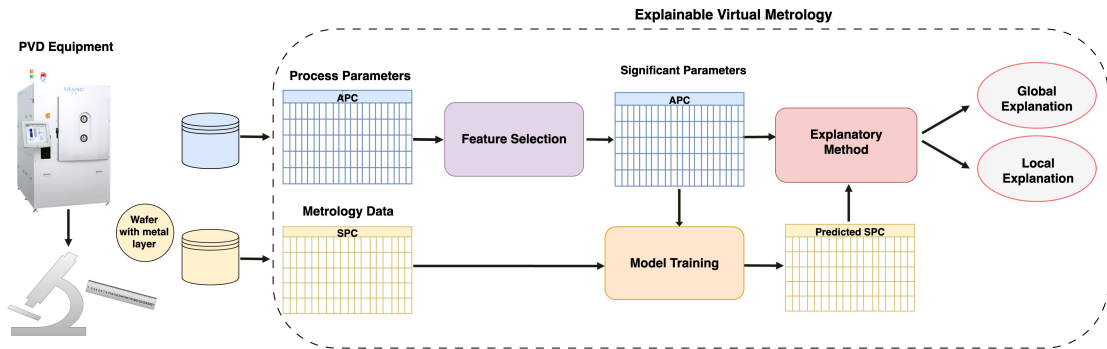 Explainable Virtual Metrology
PVD Equipment
ULVAC
Process Parameters
APC
Feature Selection
Significant Parameters
APC
Explanatory
Method
Global
Explanation
Local
Explanation
Wafer
with metal
layer
Metrology Data
SPC
Model Training
Predicted SPC